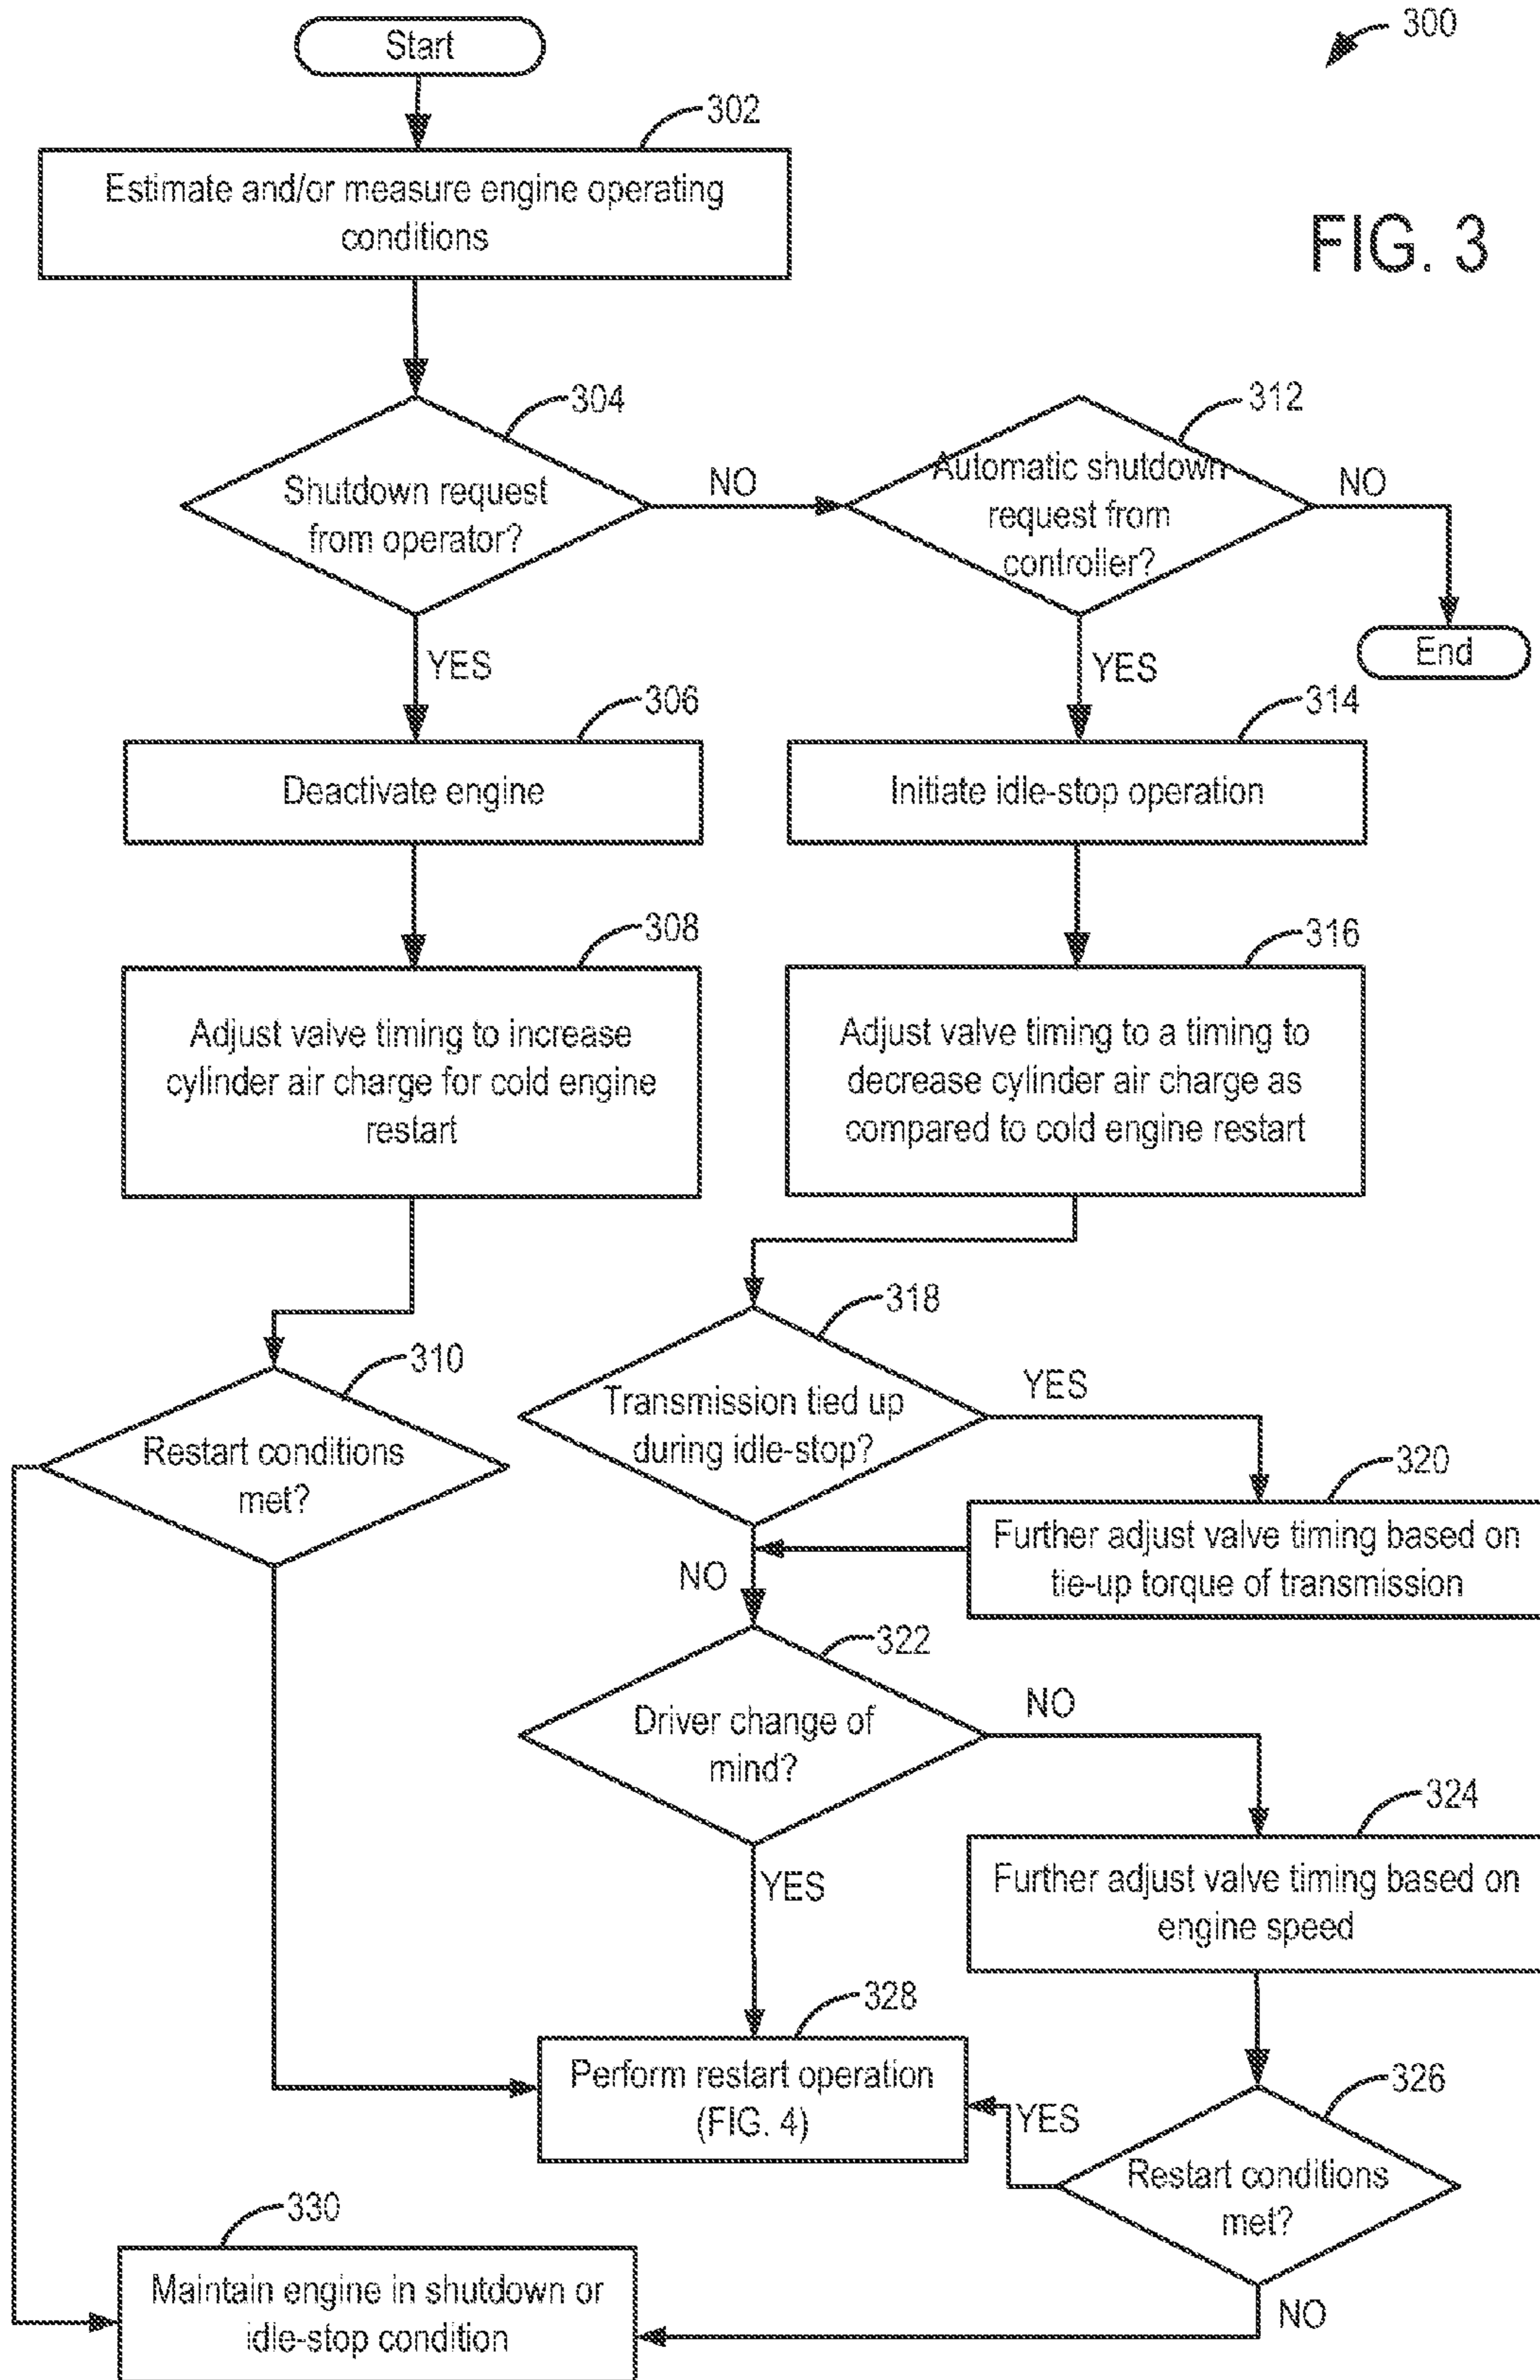 300
FIG. 3
Start
302
Estimate and/or measure engine operating
conditions
304
Shutdown request
from operator?
NO
YES
312
Automatic shutdown
request from
controller?
NO
End
YES
306
Deactivate engine
314
Initiate idle-stop operation
308
Adjust valve timing to increase
cylinder air charge for cold engine
restart
316
Adjust valve timing to a timing to
decrease cylinder air charge as
compared to cold engine restart
310
Restart conditions
met?
318
Transmission tied up
during idle-stop?
YES
NO
320
Further adjust valve timing based on
tie-up torque of transmission
322
Driver change of
mind?
NO
YES
324
Further adjust valve timing based on
engine speed
328
Perform restart operation
(FIG. 4)
326
Restart conditions
met?
YES
NO
330
Maintain engine in shutdown or
idle-stop condition